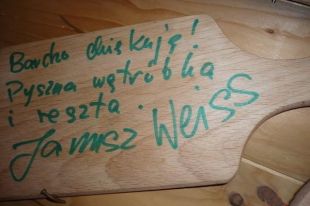 Bardzo dziękuję!
Pyszna wątróbka
i reszta.
Janusz Weiss